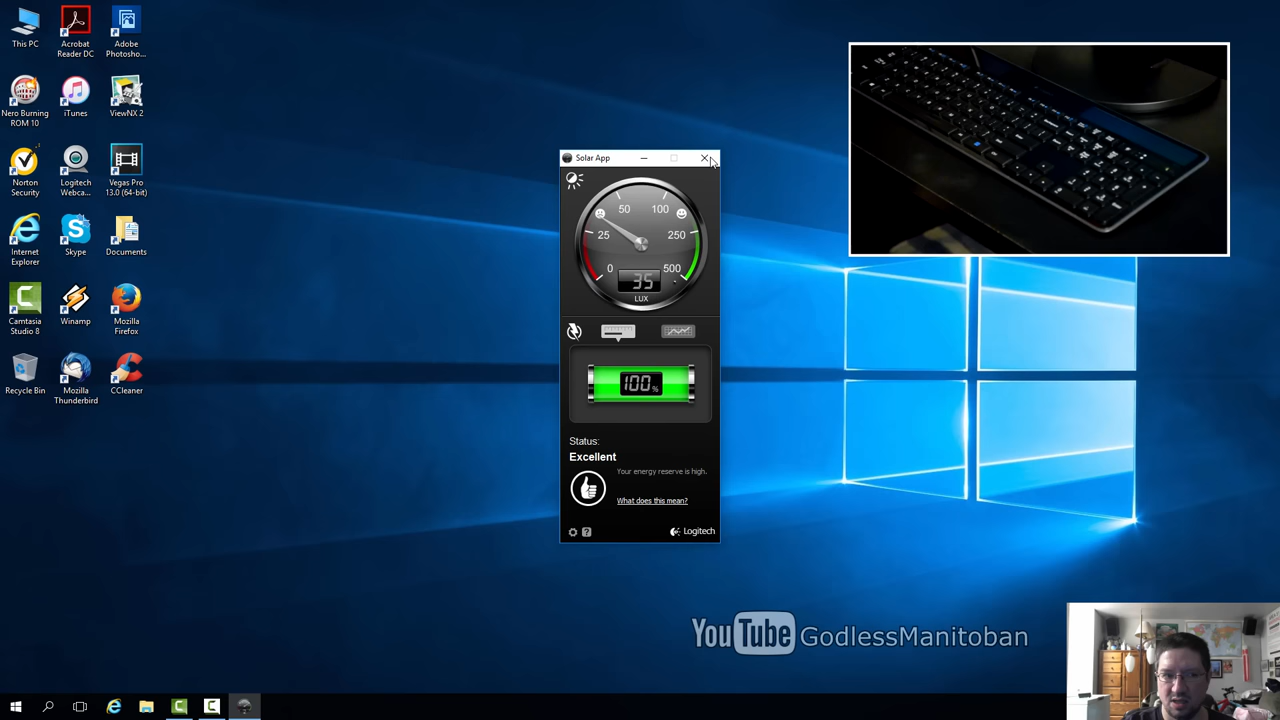 This PC
Acrobat
Reader DC
Adobe
Photosho...
Nero Burning
ROM 10
iTunes
ViewNX 2
Norton
Security
Logitech
Webca...
Vegas Pro
13.0 (64-bit)
Internet
Explorer
Skype
Documents
Camtasia
Studio 8
Winamp
Mozilla
Firefox
Recycle Bin
Mozilla
Thunderbird
CCleaner
Solar App
50 100
25 250
0 500
35
LUX
100%
Status:
Excellent
Your energy reserve is high.
What does this mean?
? Logitech
YouTube GodlessManitoban